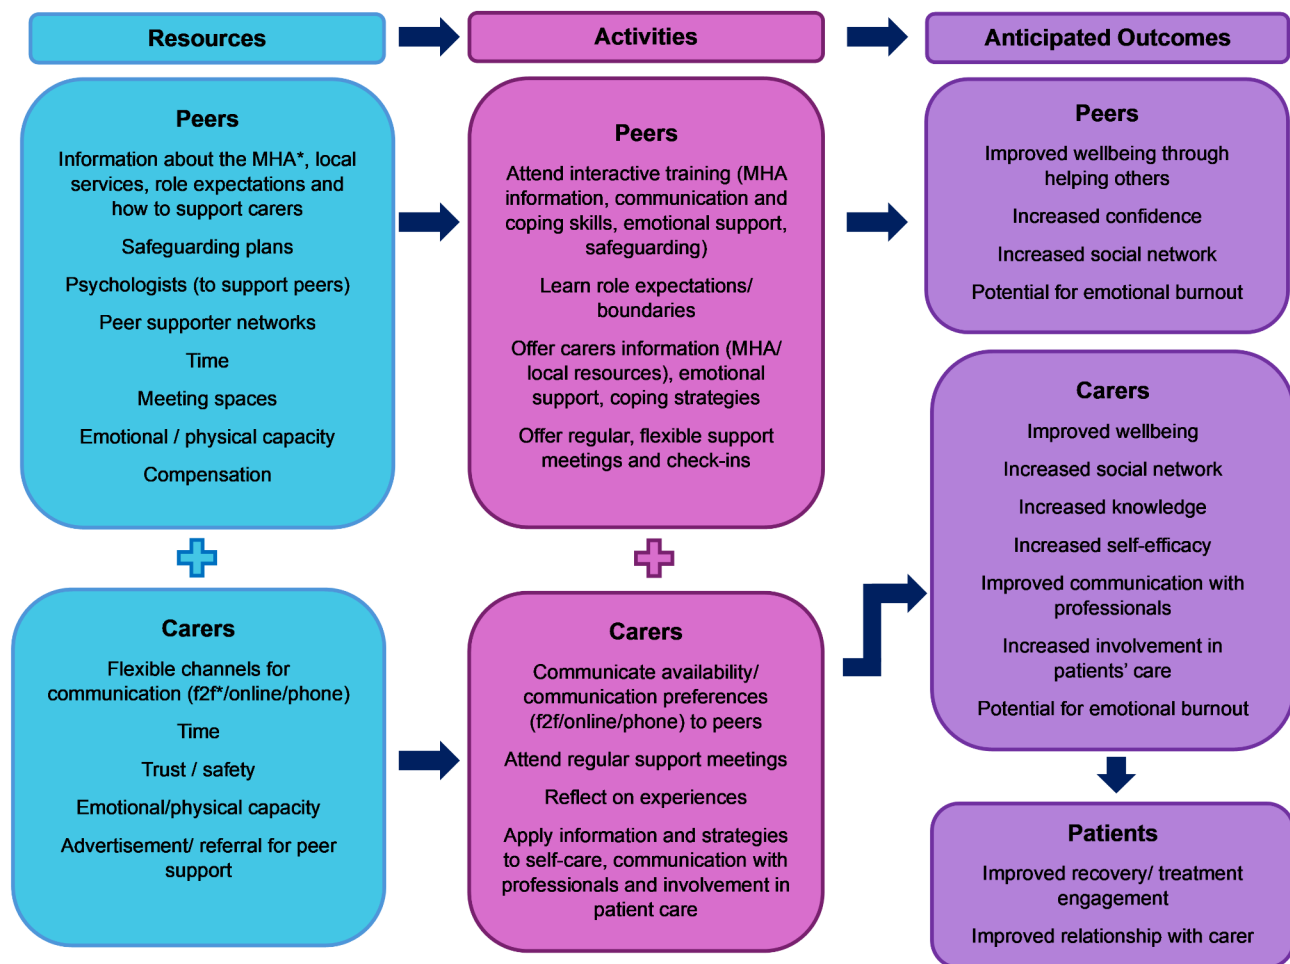 Resources
Activities
Anticipated Outcomes
Peers
Information about the MHA*, local
services, role expectations and
how to support carers
Safeguarding plans
Psychologists (to support peers)
Peer supporter networks
Time
Meeting spaces
Emotional / physical capacity
Compensation
Carers
Flexible channels for
communication (f2f*/online/phone)
Time
Trust / safety
Emotional/physical capacity
Advertisement/ referral for peer
support
Peers
Attend interactive training (MHA
information, communication and
coping skills, emotional support,
safeguarding)
Learn role expectations/
boundaries
Offer carers information (MHA/
local resources), emotional
support, coping strategies
Offer regular, flexible support
meetings and check-ins
Carers
Communicate availability/
communication preferences
(f2f/online/phone) to peers
Attend regular support meetings
Reflect on experiences
Apply information and strategies
to self-care, communication with
professionals and involvement in
patient care
Peers
Improved wellbeing through
helping others
Increased confidence
Increased social network
Potential for emotional burnout
Carers
Improved wellbeing
Increased social network
Increased knowledge
Increased self-efficacy
Improved communication with
professionals
Increased involvement in
patients' care
Potential for emotional burnout
Patients
Improved recovery/ treatment
engagement
Improved relationship with carer